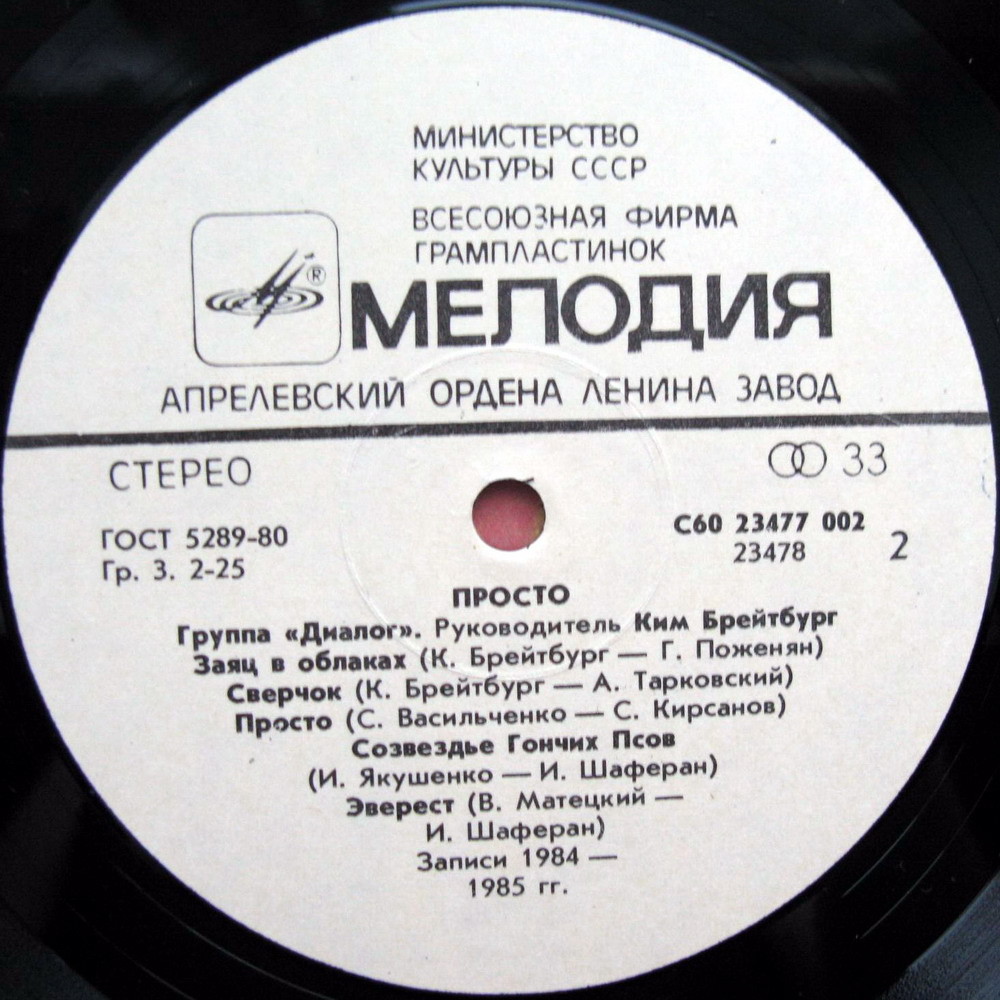 МИНИСТЕРСТВО
КУЛЬТУРЫ СССР
ВСЕСОЮЗНАЯ ФИРМА
ГРАМПЛАСТИНОК
®
МЕЛОДИЯ
АПРЕЛЕВСКИЙ ОРДЕНА ЛЕНИНА ЗАВОД
СТЕРЕО
33
ГОСТ 5289-80
Гр. 3. 2-25
С60 23477 002
23478
2
ПРОСТО
Группа «Диалог». Руководитель Ким Брейтбург
Заяц в облаках (К. Брейтбург — Г. Поженян)
Сверчок (К. Брейтбург — А. Тарковский)
Просто (С. Васильченко — С. Кирсанов)
Созвездье Гончих Псов
(И. Якушенко — И. Шаферан)
Эверест (В. Матецкий —
И. Шаферан)
Записи 1984 —
1985 гг.